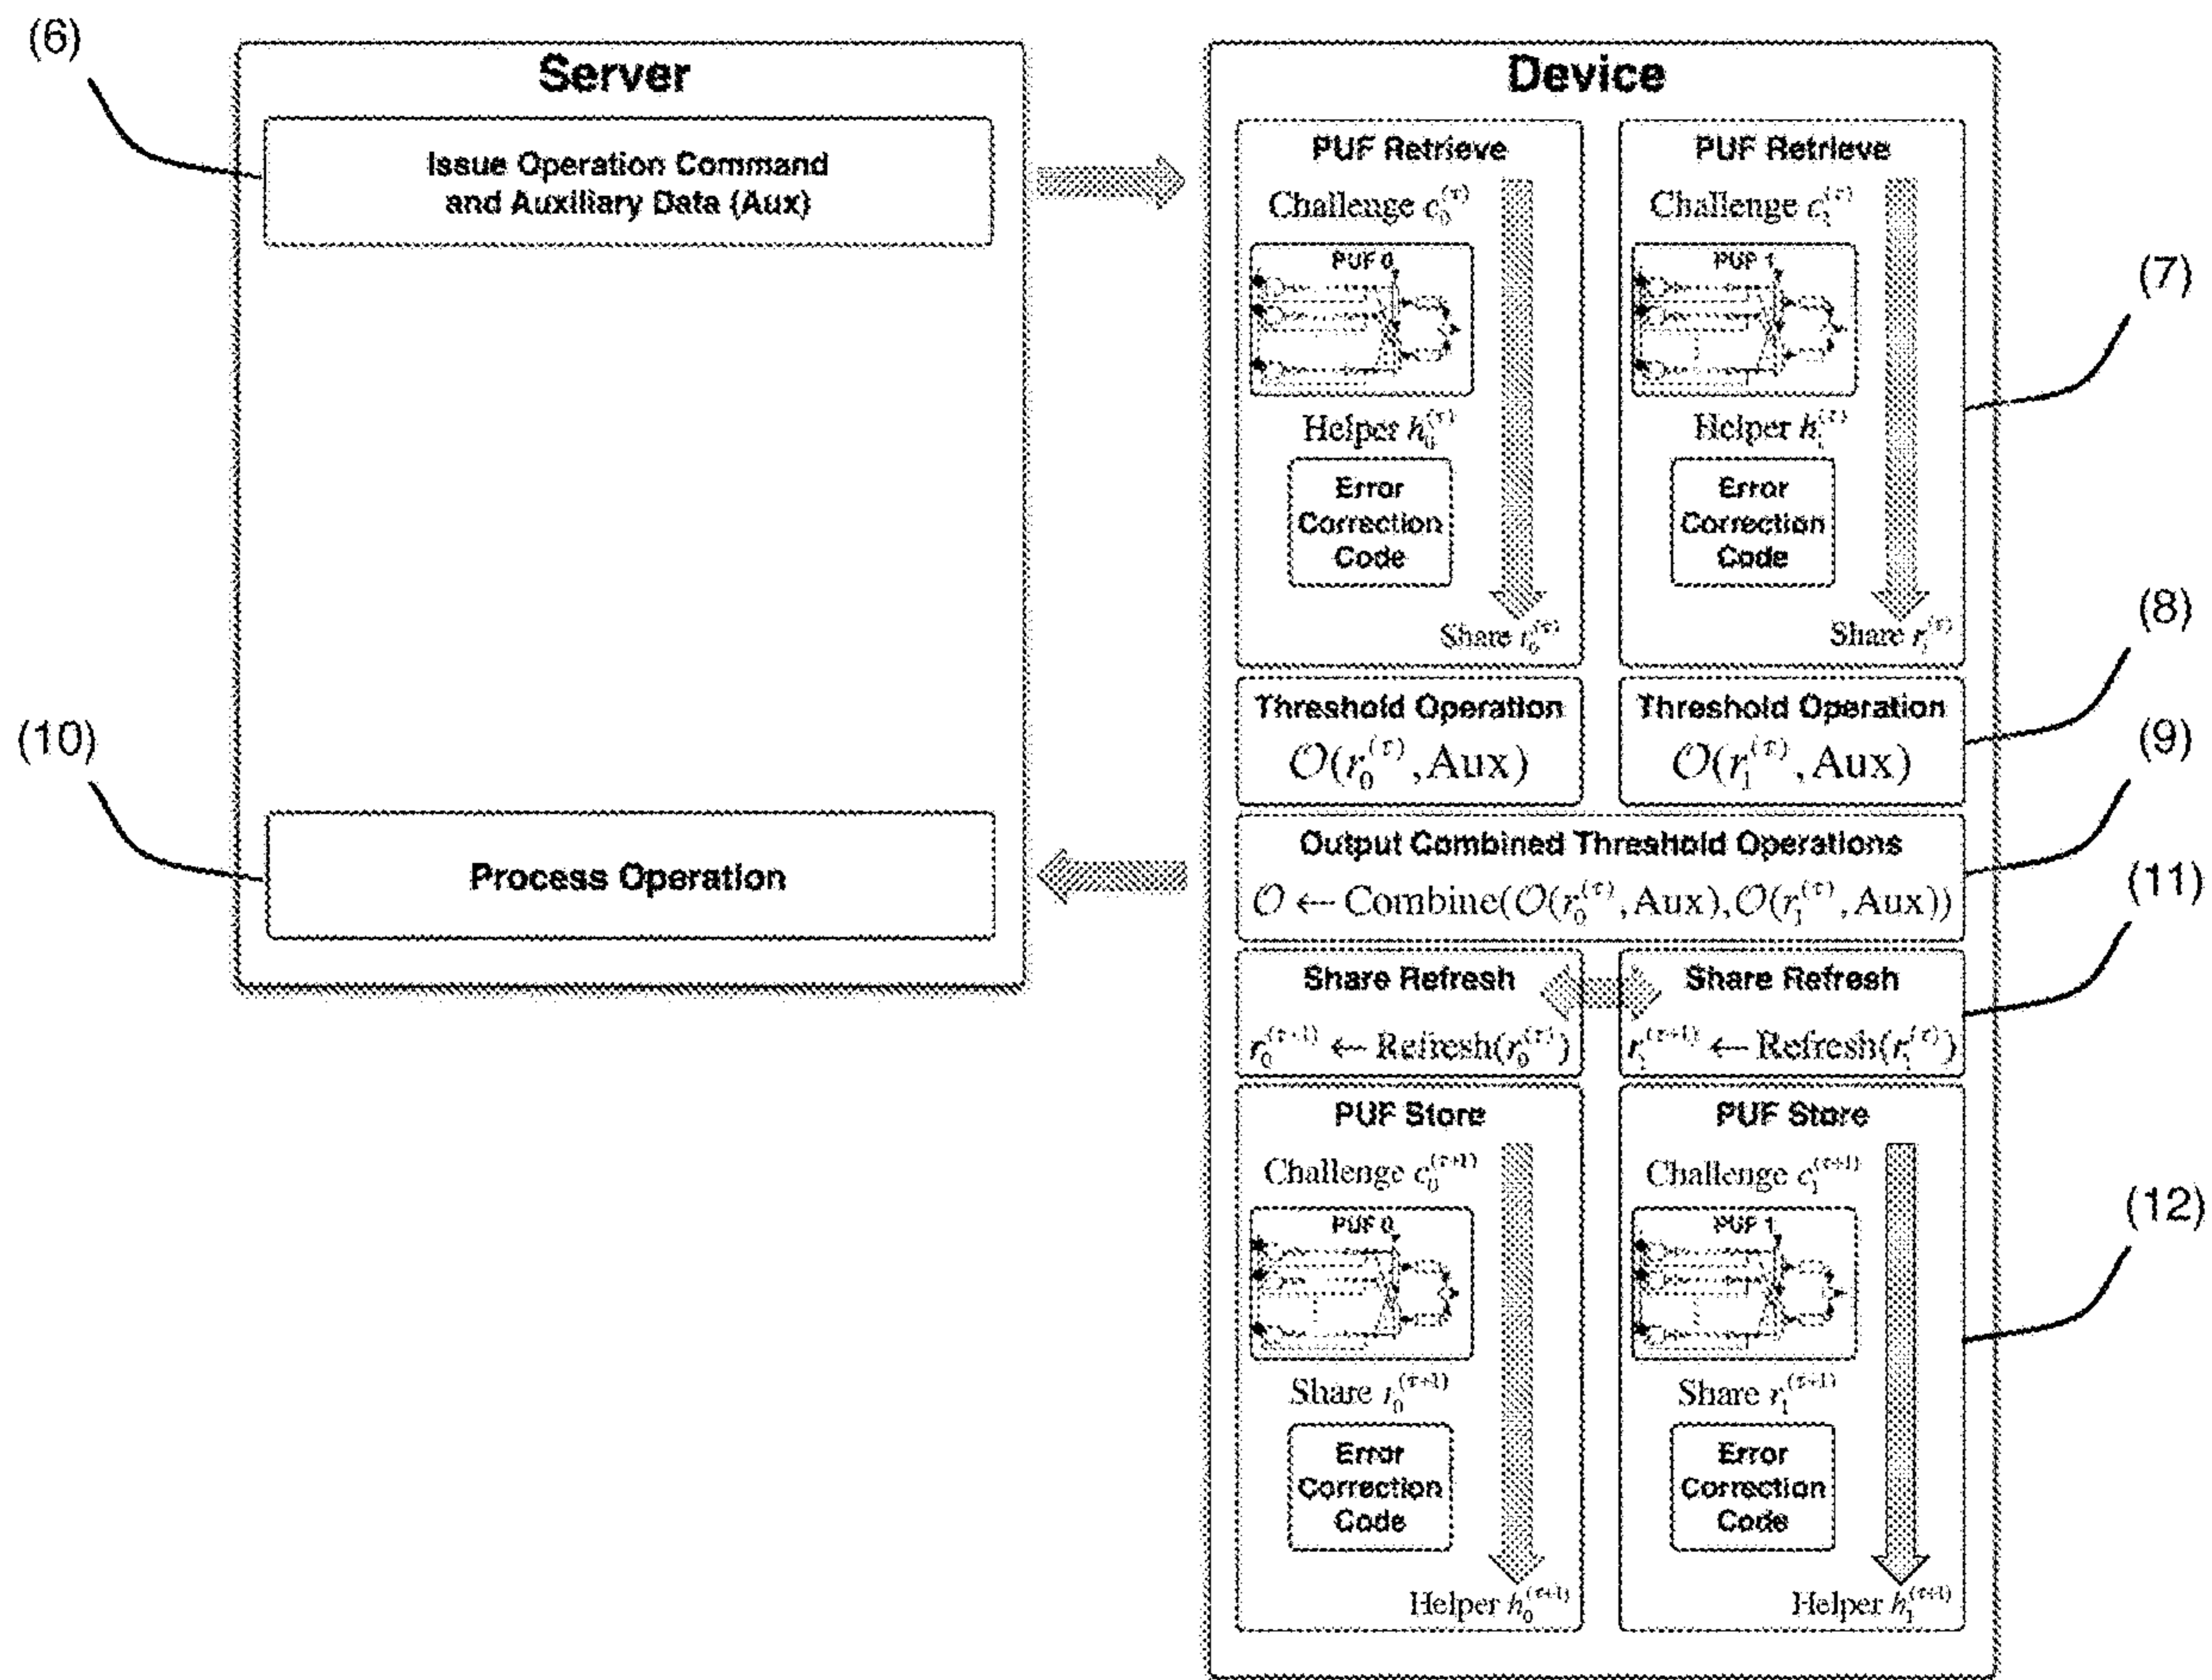 (6)
Server
Issue Operation Command
and Auxiliary Data (Aux)
(10)
Process Operation
Device
PUF Retrieve
Challenge c₀^(τ)
PUF 0
Helper h₀^(τ)
Error
Correction
Code
Share r₀^(τ)
PUF Retrieve
Challenge c₁^(τ)
PUF 1
Helper h₁^(τ)
Error
Correction
Code
Share r₁^(τ)
(7)
Threshold Operation
𝒪(r₀^(τ), Aux)
Threshold Operation
𝒪(r₁^(τ), Aux)
(8)
Output Combined Threshold Operations
𝒪 ← Combine(𝒪(r₀^(τ), Aux), 𝒪(r₁^(τ), Aux))
(9)
Share Refresh
r₀^(τ+1) ← Refresh(r₀^(τ))
Share Refresh
r₁^(τ+1) ← Refresh(r₁^(τ))
(11)
PUF Store
Challenge c₀^(τ+1)
PUF 0
Share r₀^(τ+1)
Error
Correction
Code
Helper h₀^(τ+1)
PUF Store
Challenge c₁^(τ+1)
PUF 1
Share r₁^(τ+1)
Error
Correction
Code
Helper h₁^(τ+1)
(12)